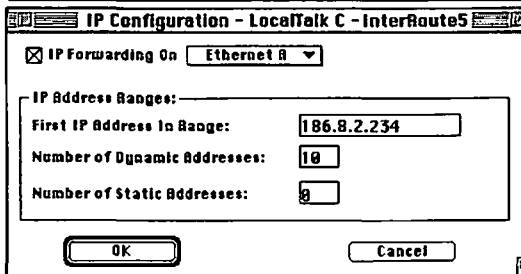 IP Configuration - LocalTalk C - InterRoute5
IP Forwarding On Ethernet A
IP Address Ranges:
First IP Address In Range: 186.8.2.234
Number of Dynamic Addresses: 10
Number of Static Addresses: 0
OK Cancel